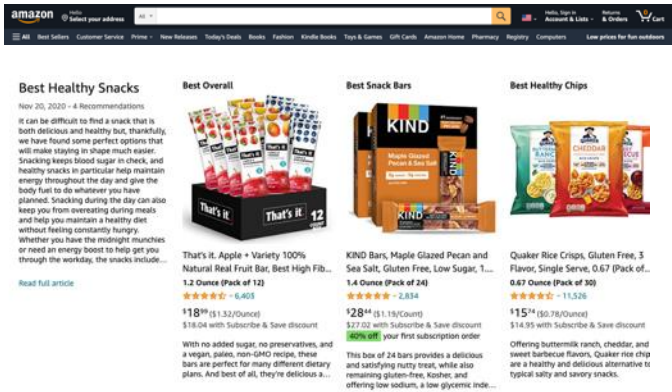 amazon
Hello
Select your address
All
Hello, Sign in
Account & Lists
Returns
& Orders
0
Cart
All Best Sellers Customer Service Prime New Releases Today's Deals Books Fashion Kindle Books Toys & Games Gift Cards Amazon Home Pharmacy Registry Computers Low prices for fun outdoors
Best Healthy Snacks
Nov 20, 2020 - 4 Recommendations
It can be difficult to find a snack that is
both delicious and healthy but, thankfully,
we have found some perfect options that
will make staying in shape much easier.
Snacking keeps blood sugar in check, and
healthy snacks in particular help maintain
energy throughout the day and give the
body fuel to do whatever you have
planned. Snacking during the day can also
keep you from overeating during meals
and help you maintain a healthy diet
without feeling constantly hungry.
Whether you have the midnight munchies
or need an energy boost to help get you
through the workday, the snacks include...
Read full article
Best Overall
That's it.
That's it.
12
That's it. Apple + Variety 100%
Natural Real Fruit Bar, Best High Fib...
1.2 Ounce (Pack of 12)
6,403
$18.99 ($1.32/Ounce)
$18.04 with Subscribe & Save discount
With no added sugar, no preservatives, and
a vegan, paleo, non-GMO recipe, these
bars are perfect for many different dietary
plans. And best of all, they're delicious a...
Best Snack Bars
KIND
Maple Glazed
Pecan & Sea Salt
KIND
KIND Bars, Maple Glazed Pecan and
Sea Salt, Gluten Free, Low Sugar, 1....
1.4 Ounce (Pack of 24)
2,834
$28.44 ($1.19/Count)
$27.02 with Subscribe & Save discount
40% off your first subscription order
This box of 24 bars provides a delicious
and satisfying nutty treat, while also
remaining gluten-free, Kosher, and
offering low sodium, a low glycemic inde...
Best Healthy Chips
RANCH
CHEDDAR
Quaker Rice Crisps, Gluten Free, 3
Flavor, Single Serve, 0.67 (Pack of...
0.67 Ounce (Pack of 30)
11,526
$15.74 ($0.78/Ounce)
$14.95 with Subscribe & Save discount
Offering buttermilk ranch, cheddar, and
sweet barbecue flavors, Quaker rice chip
are a healthy and delicious alternative to
typical salty and savory snacks.